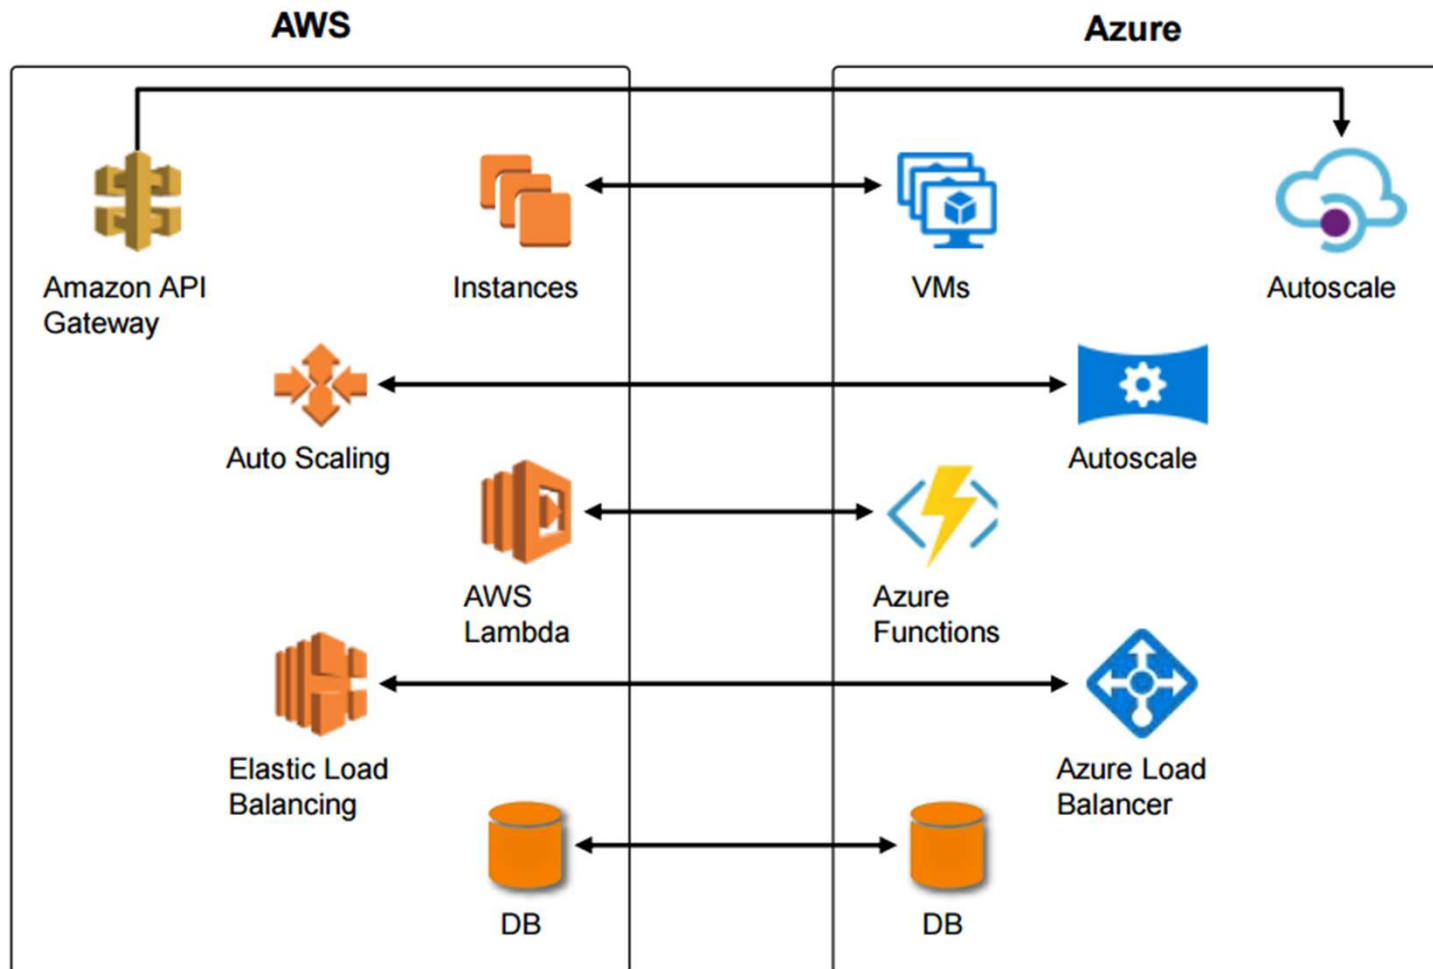 AWS
Azure
Amazon API
Gateway
Instances
VMs
Autoscale
Auto Scaling
Autoscale
AWS
Lambda
Azure
Functions
Elastic Load
Balancing
Azure Load
Balancer
DB
DB